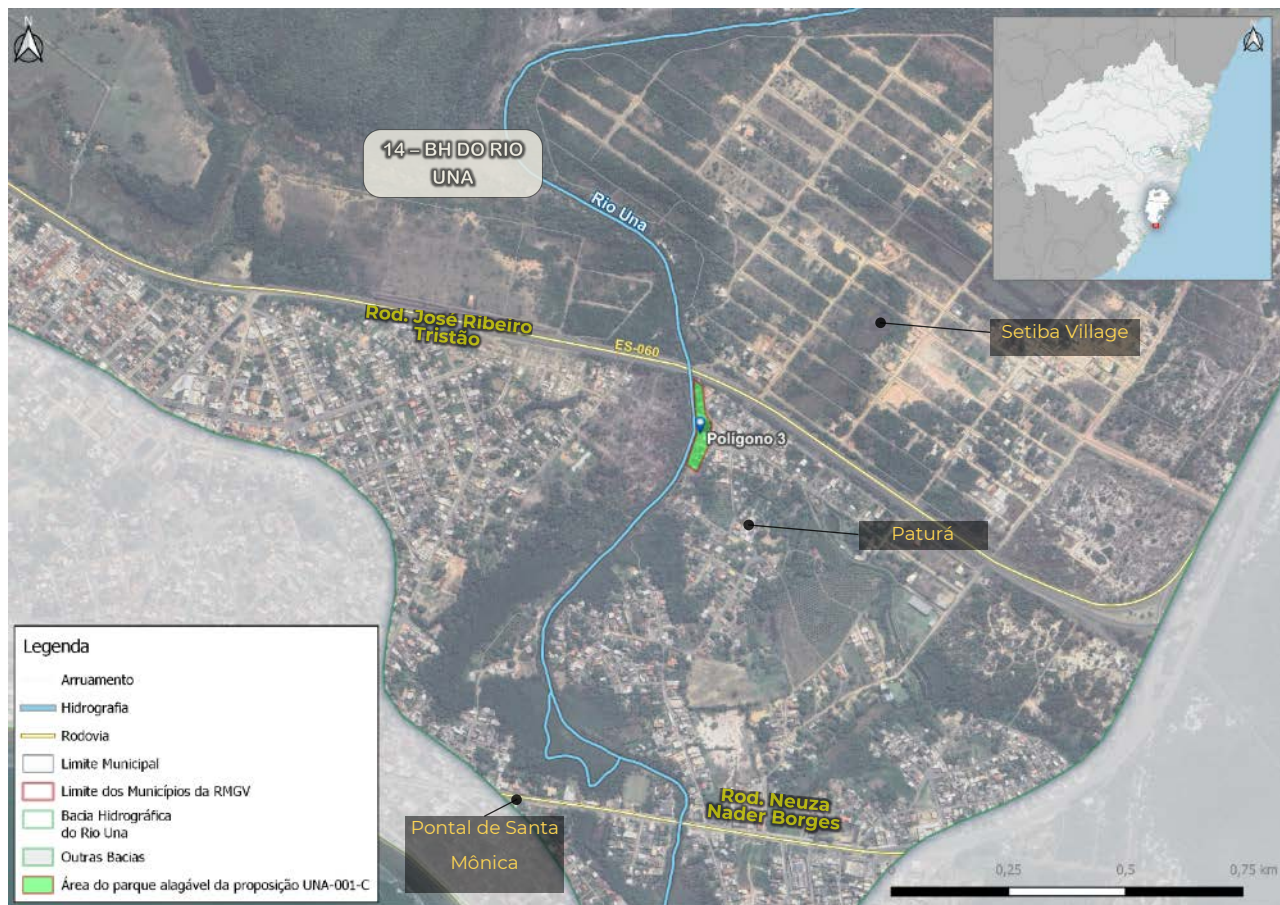 N
14 – BH DO RIO
UNA
Rio Una
Rod. José Ribeiro
Tristão
ES-060
Setiba Village
Polígono 3
Paturá
Legenda
Arruamento
Hidrografia
Rodovia
Limite Municipal
Limite dos Municípios da RMGV
Bacia Hidrográfica
do Rio Una
Outras Bacias
Área do parque alagável da proposição UNA-001-C
Pontal de Santa
Mônica
Rod. Neuza
Nader Borges
0,25
0,5
0,75 km